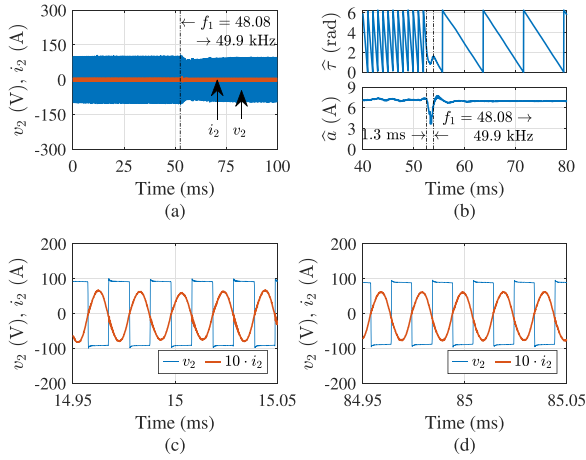 v₂ (V), i₂ (A)
300
150
0
-150
-300
← f₁ = 48.08
→ 49.9 kHz
i₂
v₂
0 25 50 75 100
Time (ms)
(a)
τ̂ (rad)
6
4
2
0
â (A)
9
6
3
0
1.3 ms → ←
f₁ = 48.08 →
49.9 kHz
40 50 60 70 80
Time (ms)
(b)
v₂ (V), i₂ (A)
200
100
0
-100
-200
v₂ 10 · i₂
14.95 15 15.05
Time (ms)
(c)
v₂ (V), i₂ (A)
200
100
0
-100
-200
v₂ 10 · i₂
84.95 85 85.05
Time (ms)
(d)